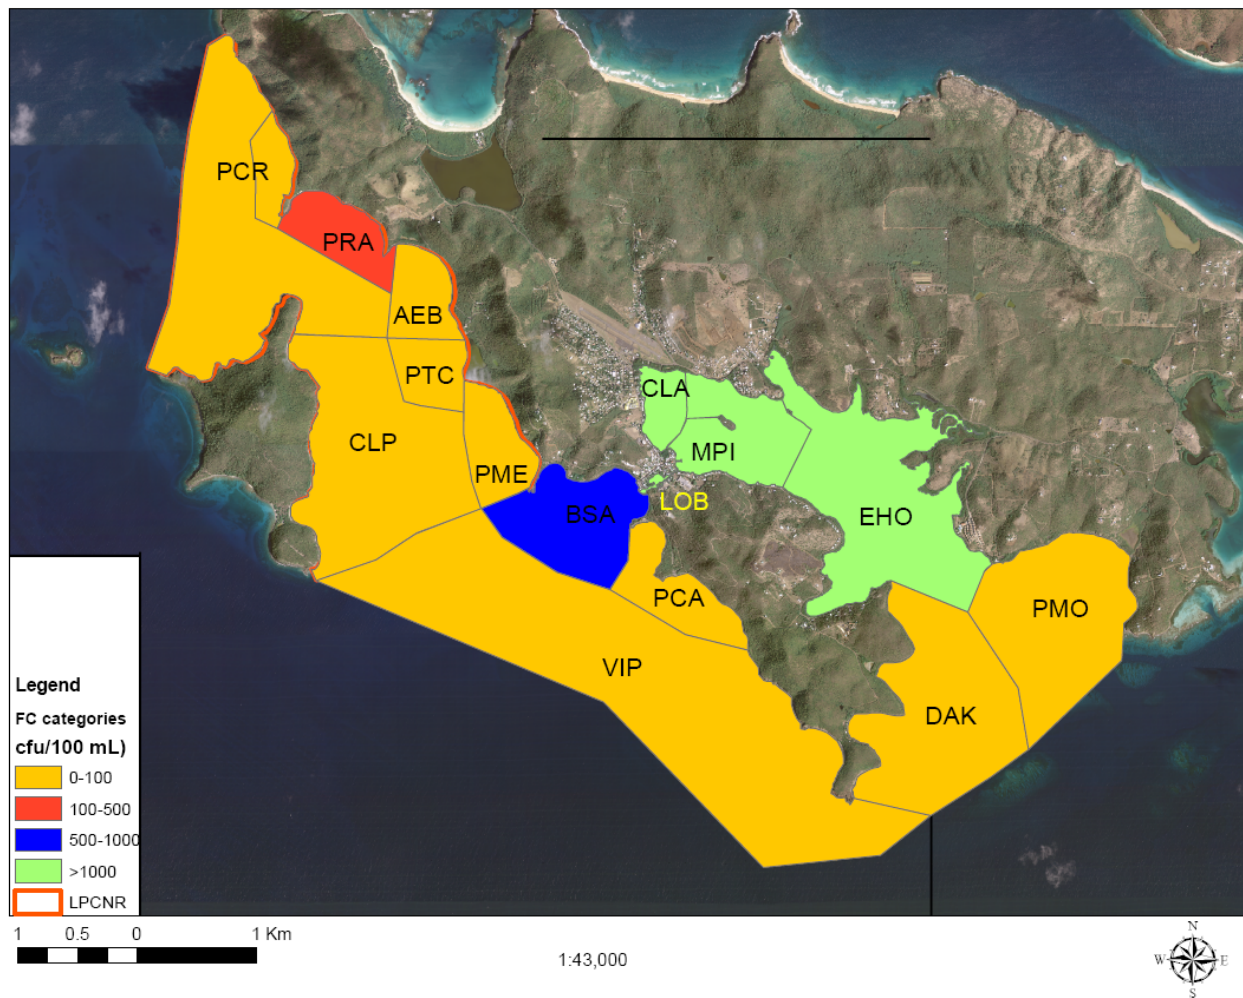 PCR
PRA
AEB
PTC
CLA
CLP
MPI
PME
LOB
BSA
EHO
PCA
PMO
VIP
DAK
Legend
FC categories
cfu/100 mL)
0-100
100-500
500-1000
>1000
LPCNR
1 0.5 0 1 Km
1:43,000
N
W E
S